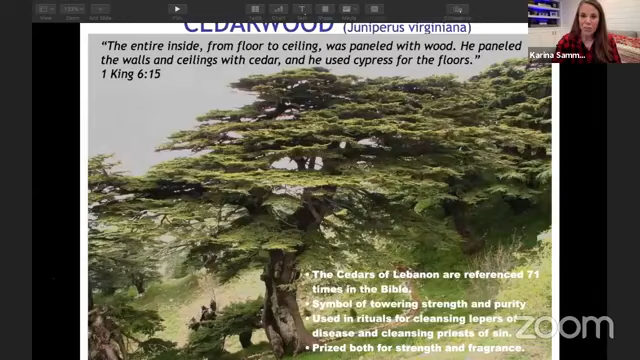 CEDARWOOD (Juniperus virginiana)
"The entire inside, from floor to ceiling, was paneled with wood. He paneled
the walls and ceilings with cedar, and he used cypress for the floors."
1 King 6:15
• The Cedars of Lebanon are referenced 71
times in the Bible.
• Symbol of towering strength and purity
• Used in rituals for cleansing lepers of
disease and cleansing priests of sin.
• Prized both for strength and fragrance.
Karina Samm...
zoom